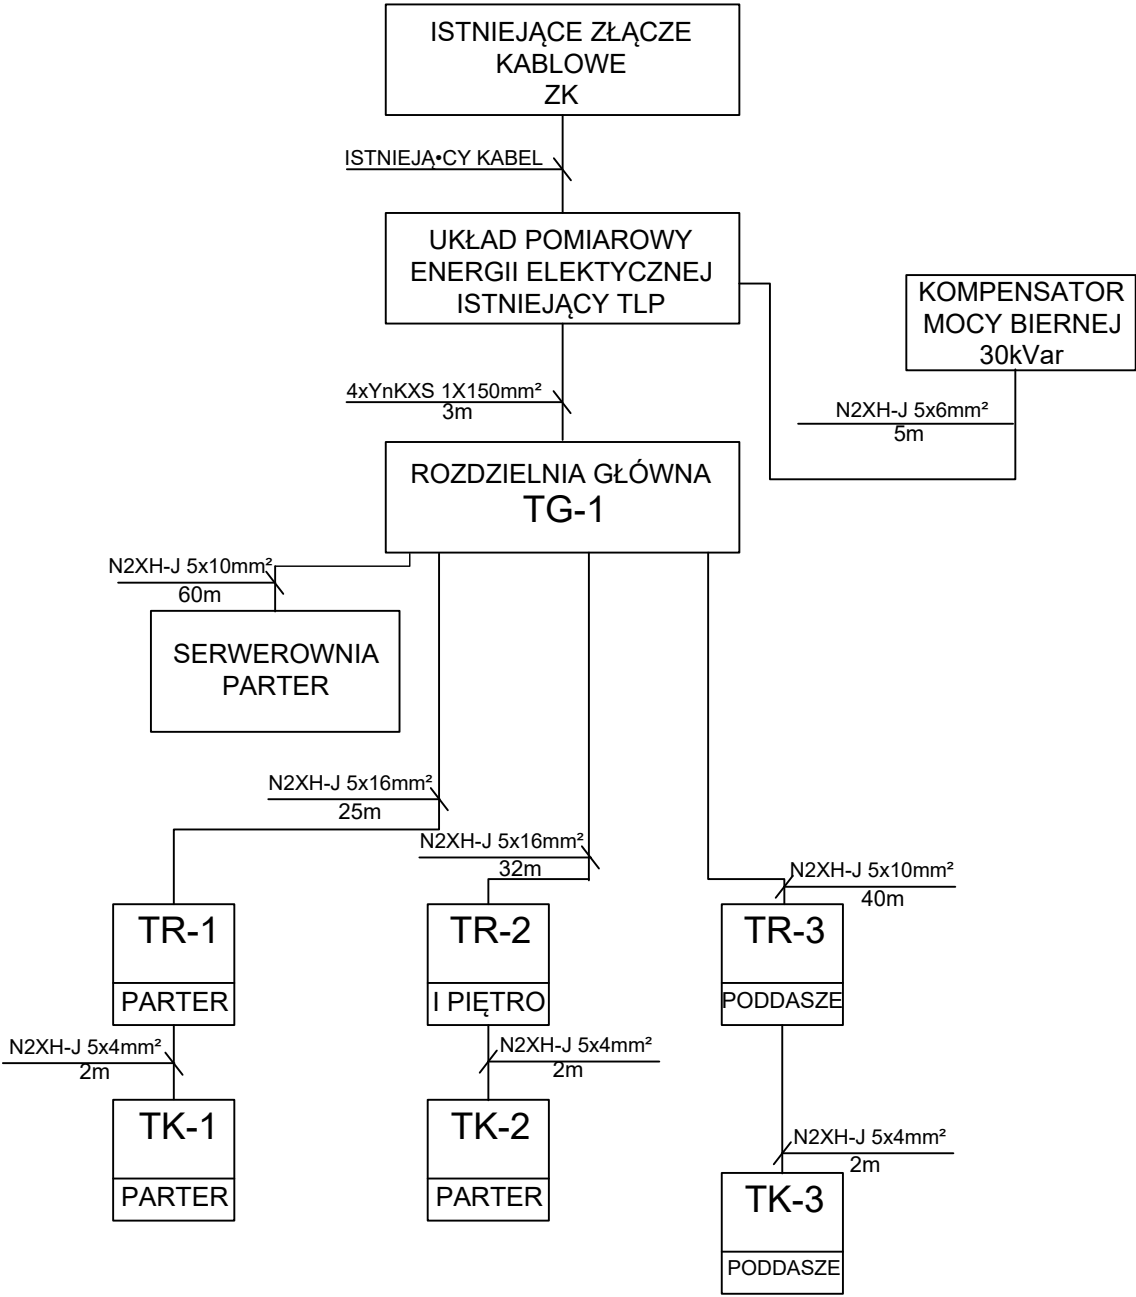 ISTNIEJĄCE ZŁĄCZE
KABLOWE
ZK
ISTNIEJĄ•CY KABEL
UKŁAD POMIAROWY
ENERGII ELEKTYCZNEJ
ISTNIEJĄCY TLP
KOMPENSATOR
MOCY BIERNEJ
30kVar
4xYnKXS 1X150mm²
3m
N2XH-J 5x6mm²
5m
ROZDZIELNIA GŁÓWNA
TG-1
N2XH-J 5x10mm²
60m
SERWEROWNIA
PARTER
N2XH-J 5x16mm²
25m
N2XH-J 5x16mm²
32m
N2XH-J 5x10mm²
40m
TR-1
PARTER
TR-2
I PIĘTRO
TR-3
PODDASZE
N2XH-J 5x4mm²
2m
N2XH-J 5x4mm²
2m
N2XH-J 5x4mm²
2m
TK-1
PARTER
TK-2
PARTER
TK-3
PODDASZE